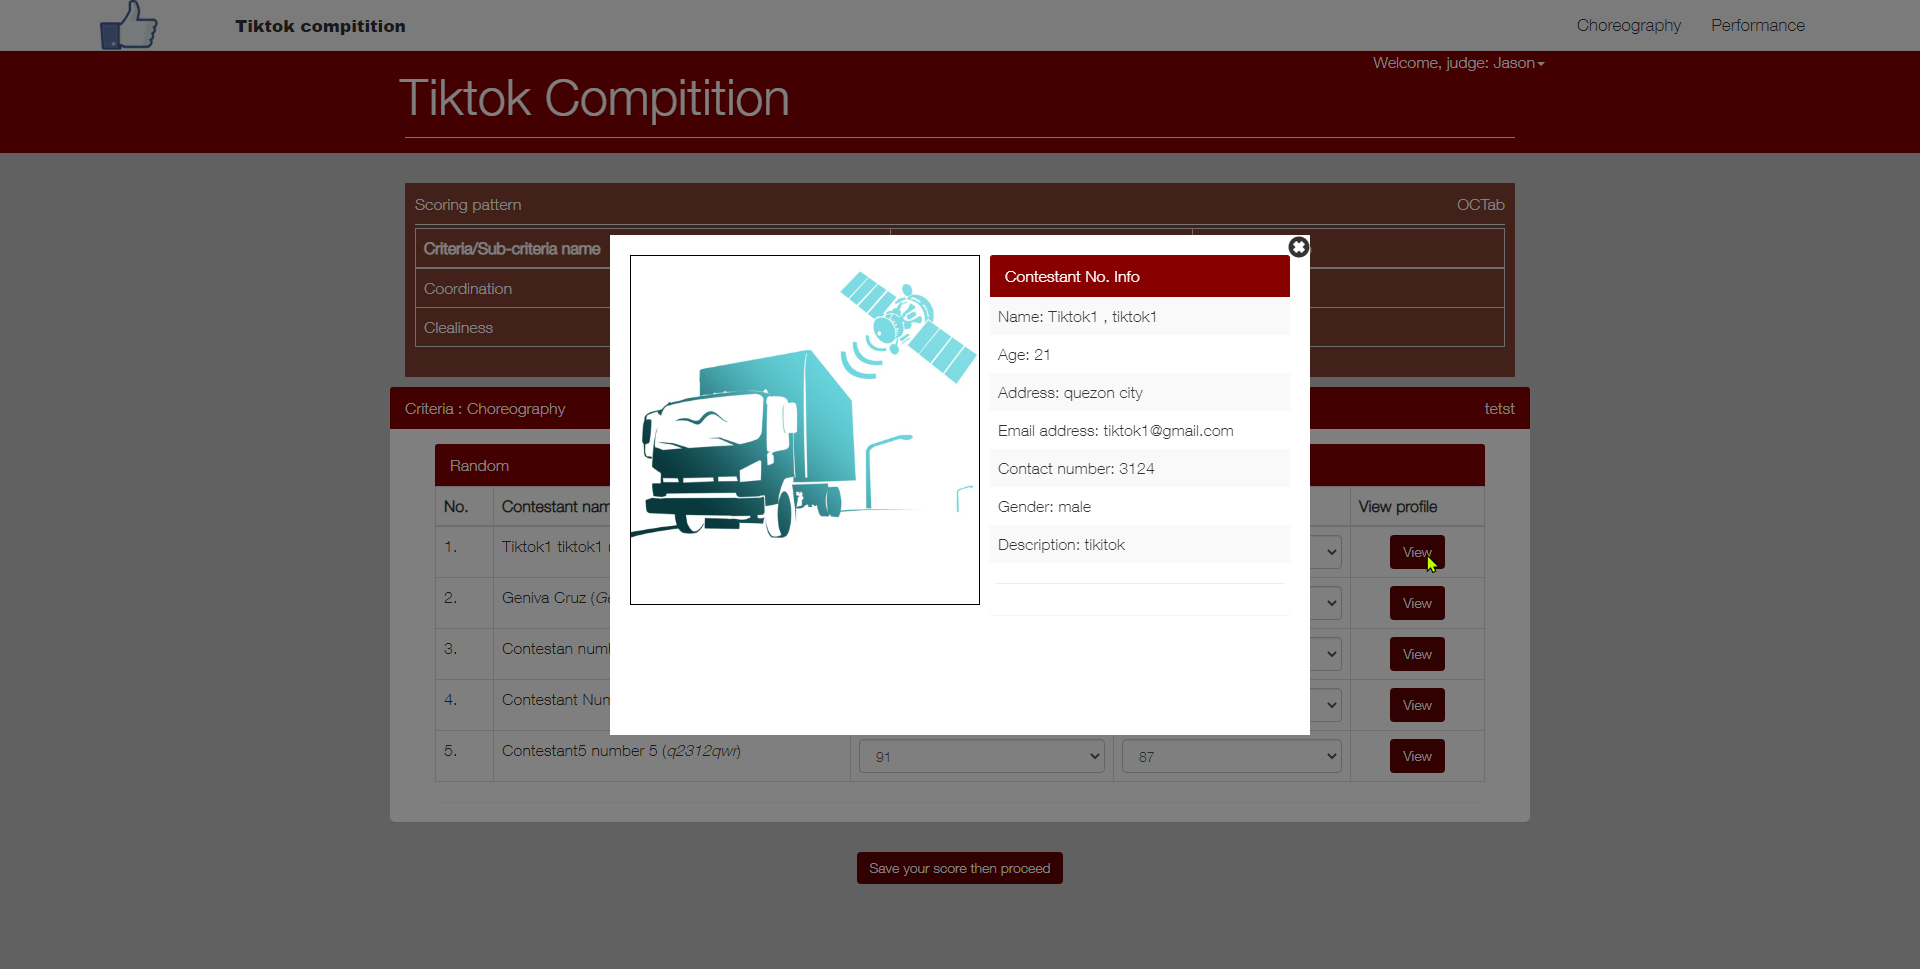 Tiktok compitition
Choreography Performance
Welcome, judge: Jason
Tiktok Compitition
Scoring pattern OCTab
Criteria/Sub-criteria name
Coordination
Clealiness
Contestant No. Info
Name: Tiktok1 , tiktok1
Age: 21
Address: quezon city
Email address: tiktok1@gmail.com
Contact number: 3124
Gender: male
Description: tikitok
Criteria : Choreography tetst
Random
No. Contestant View profile
1. Tiktok1 tiktok1 View
2. Geniva Cruz View
3. Contestan View
4. Contestant View
5. Contestant5 number 5 (q2312qwr) 91 87 View
Save your score then proceed